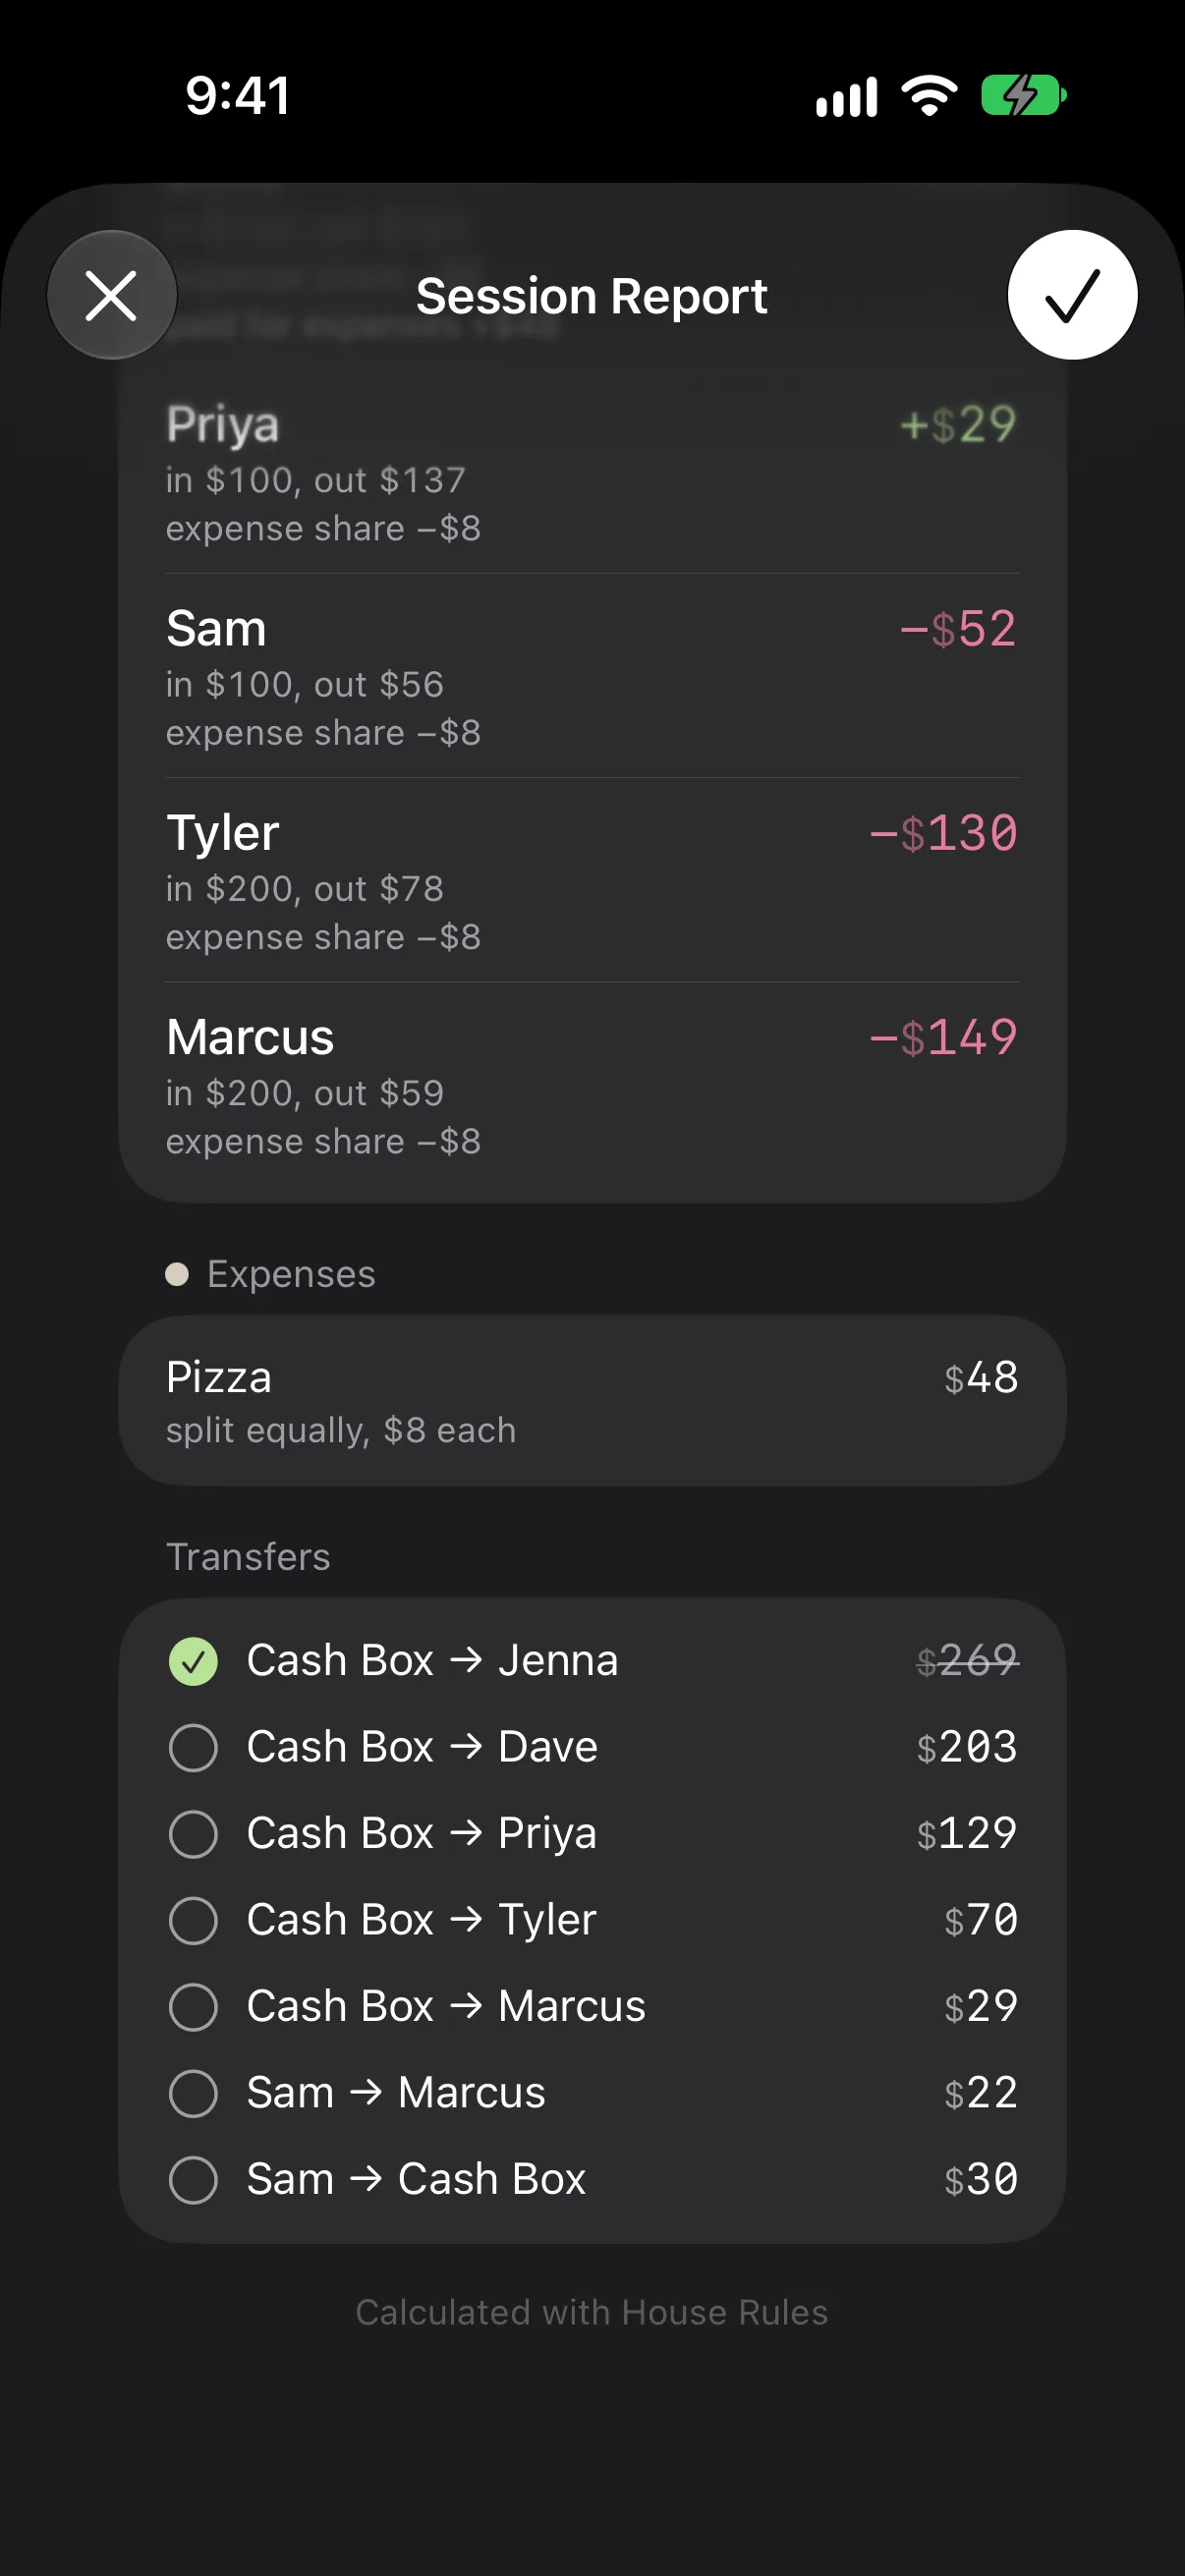 9:41
Session Report
paid for expenses +$48
Priya +$29
in $100, out $137
expense share –$8
Sam –$52
in $100, out $56
expense share –$8
Tyler –$130
in $200, out $78
expense share –$8
Marcus –$149
in $200, out $59
expense share –$8
Expenses
Pizza $48
split equally, $8 each
Transfers
Cash Box → Jenna $269
Cash Box → Dave $203
Cash Box → Priya $129
Cash Box → Tyler $70
Cash Box → Marcus $29
Sam → Marcus $22
Sam → Cash Box $30
Calculated with House Rules